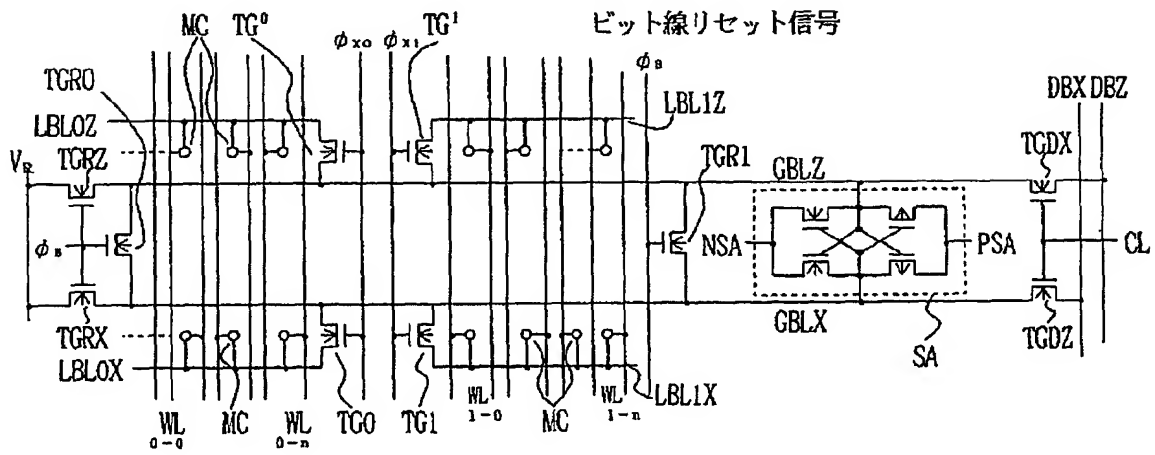 MC TG⁰ φx0 φx1 TG¹ ビット線リセット信号
TGR0 φB DBX DBZ
LBL0Z LBL1Z
VR TGRZ TGR1 GBLZ TGDX
φB NSA PSA CL
TGRX GBLX SA TGDZ
LBL0X LBL1X
WL 0-0 MC WL 0-n TG0 TG1 WL 1-0 MC WL 1-n